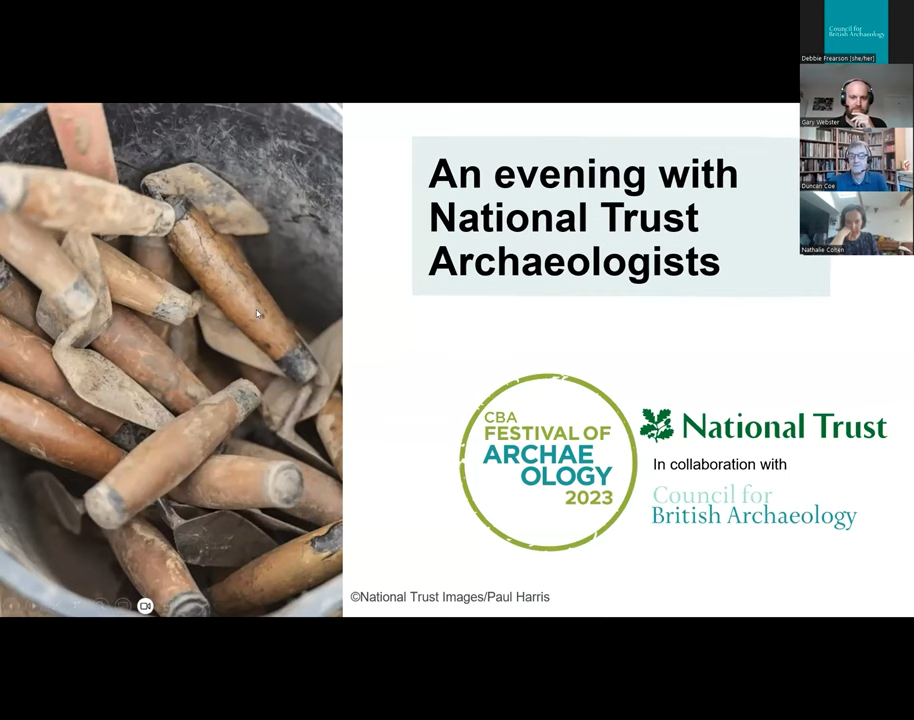 Council for
British Archaeology
Debbie Frearson (she/her)
Gary Webster
Duncan Coe
Nathalie Cohen
An evening with
National Trust
Archaeologists
CBA
FESTIVAL OF
ARCHAE
OLOGY
2023
National Trust
In collaboration with
Council for
British Archaeology
©National Trust Images/Paul Harris